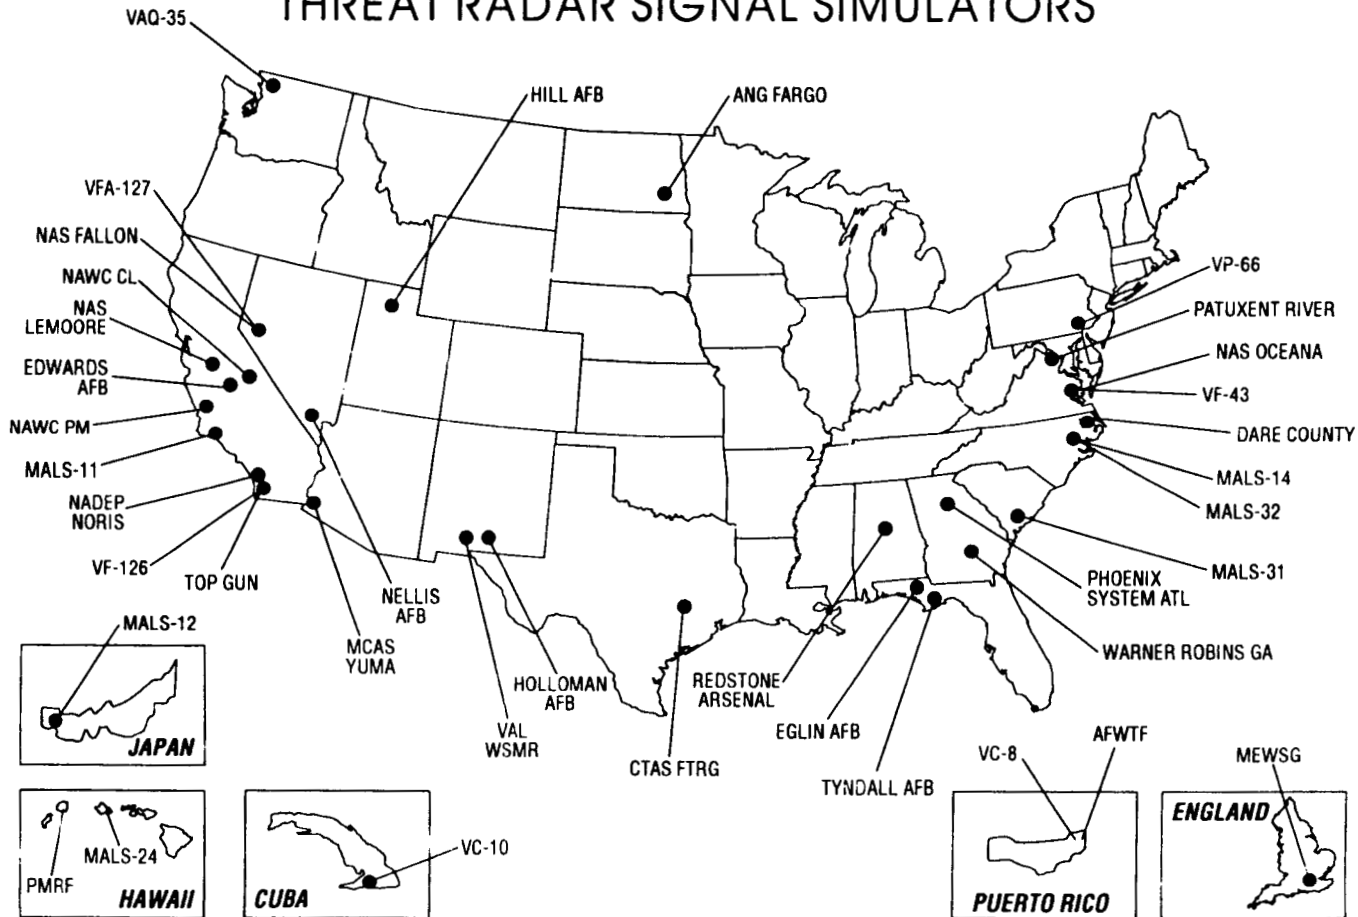 THREAT RADAR SIGNAL SIMULATORS
VAQ-35
HILL AFB
ANG FARGO
VFA-127
NAS FALLON
NAWC CL
NAS
LEMOORE
EDWARDS
AFB
NAWC PM
MALS-11
NADEP
NORIS
VF-126
TOP GUN
NELLIS
AFB
MCAS
YUMA
HOLLOMAN
AFB
VAL
WSMR
CTAS FTRG
REDSTONE
ARSENAL
EGLIN AFB
TYNDALL AFB
VP-66
PATUXENT RIVER
NAS OCEANA
VF-43
DARE COUNTY
MALS-14
MALS-32
MALS-31
PHOENIX
SYSTEM ATL
WARNER ROBINS GA
MALS-12
JAPAN
PMRF
MALS-24
HAWAII
VC-10
CUBA
VC-8
AFWTF
PUERTO RICO
MEWSG
ENGLAND